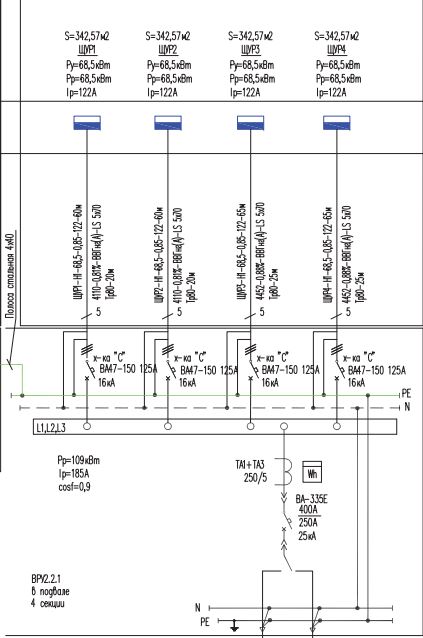 S=342,57м2
ЩУР1
Ру=68,5кВт
Рр=68,5кВт
Iр=122А
S=342,57м2
ЩУР2
Ру=68,5кВт
Рр=68,5кВт
Iр=122А
S=342,57м2
ЩУР3
Ру=68,5кВт
Рр=68,5кВт
Iр=122А
S=342,57м2
ЩУР4
Ру=68,5кВт
Рр=68,5кВт
Iр=122А
Полоса стальная 4х40
ЩУР1-Н1-68,5-0,85-122-60м
4110-0,81%-ВВГнг(А)-LS 5х70
Тр80-20м
5
ЩУР2-Н1-68,5-0,85-122-60м
4110-0,81%-ВВГнг(А)-LS 5х70
Тр80-20м
5
ЩУР3-Н1-68,5-0,85-122-65м
4452-0,88%-ВВГнг(А)-LS 5х70
Тр80-25м
5
ЩУР4-Н1-68,5-0,85-122-65м
4452-0,88%-ВВГнг(А)-LS 5х70
Тр80-25м
5
х-ка "С"
ВА47-150 125А
16кА
х-ка "С"
ВА47-150 125А
16кА
х-ка "С"
ВА47-150 125А
16кА
х-ка "С"
ВА47-150 125А
16кА
PE
N
L1,L2,L3
Рр=109кВт
Iр=185А
cosf=0,9
ТА1+ТА3
250/5
Wh
ВА-335Е
400А
250А
25кА
ВРУ2.2.1
в подвале
4 секции
N
PE